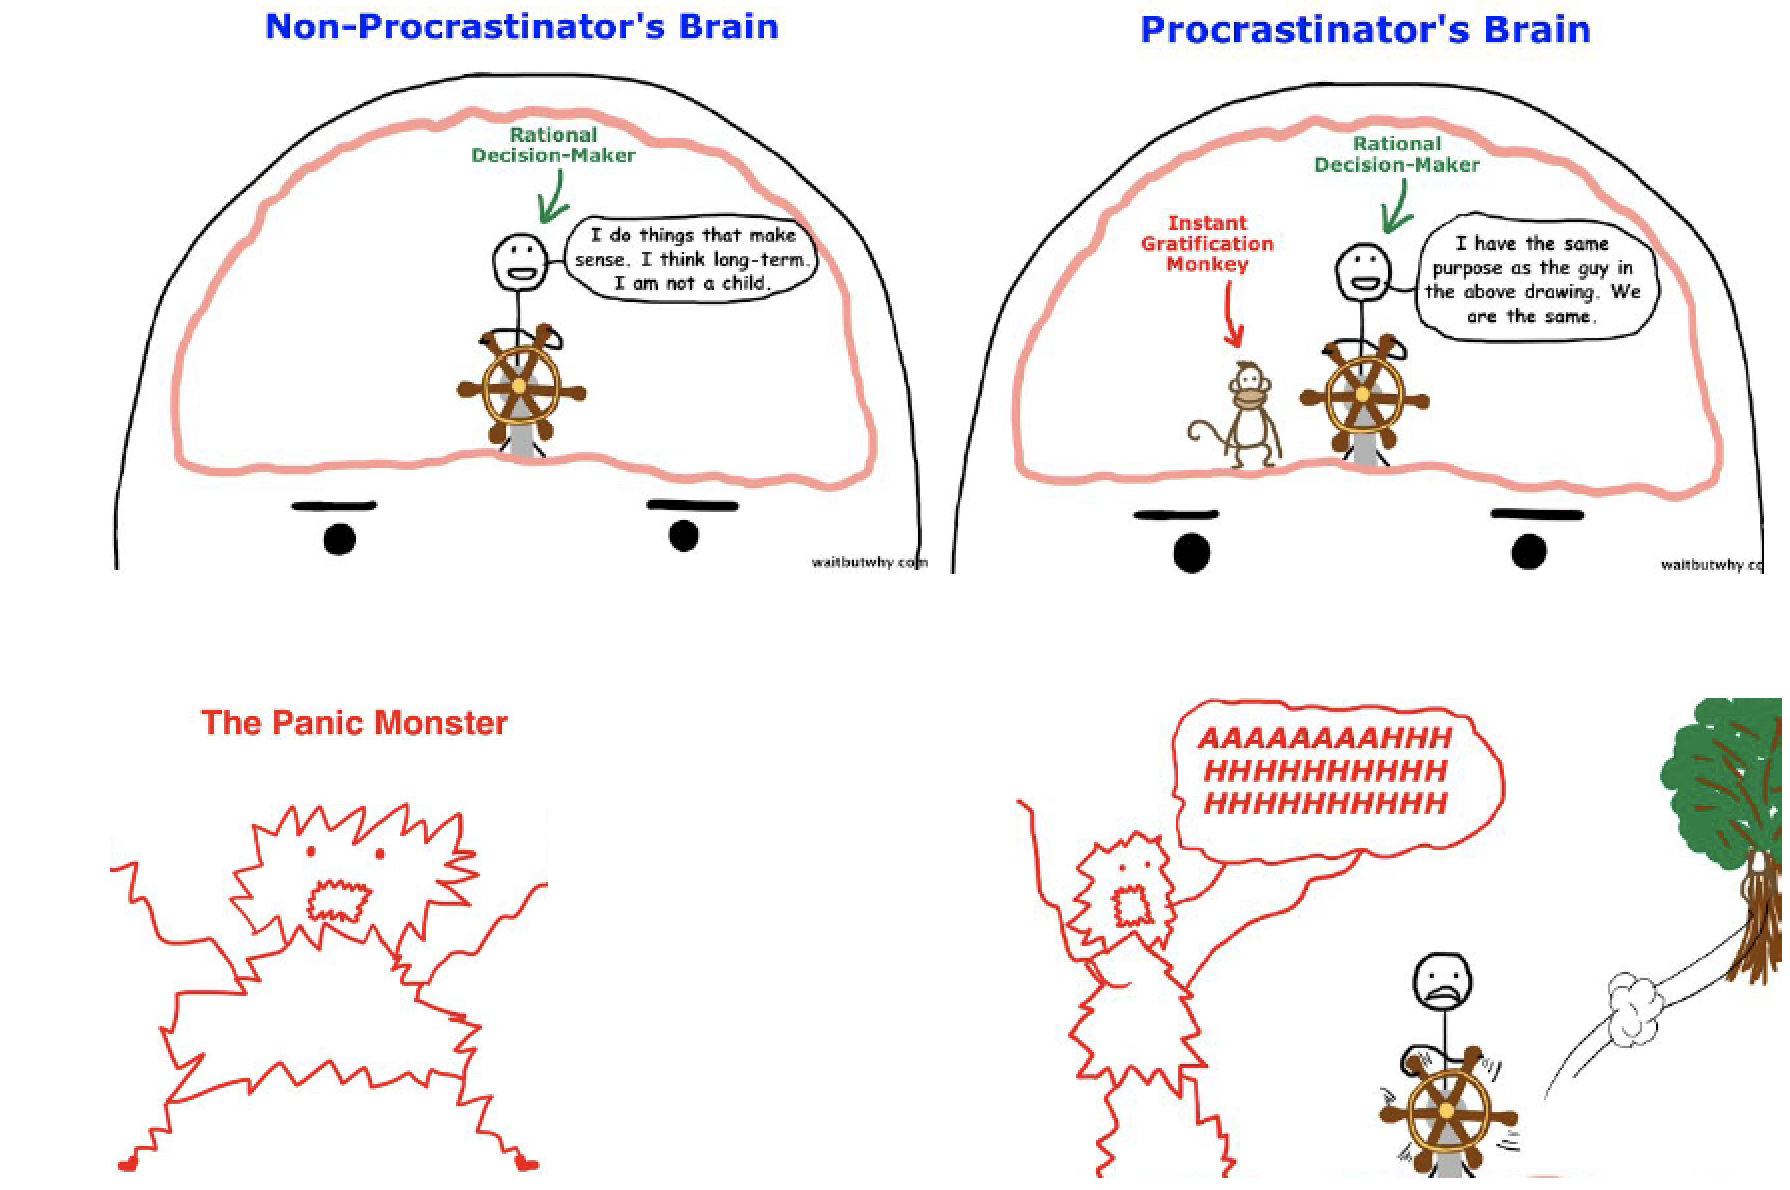 Non-Procrastinator's Brain
Rational
Decision-Maker
I do things that make
sense. I think long-term.
I am not a child.
waitbutwhy.com
Procrastinator's Brain
Rational
Decision-Maker
Instant
Gratification
Monkey
I have the same
purpose as the guy in
the above drawing. We
are the same.
waitbutwhy.co
The Panic Monster
AAAAAAAAHHH
HHHHHHHHHH
HHHHHHHHHH